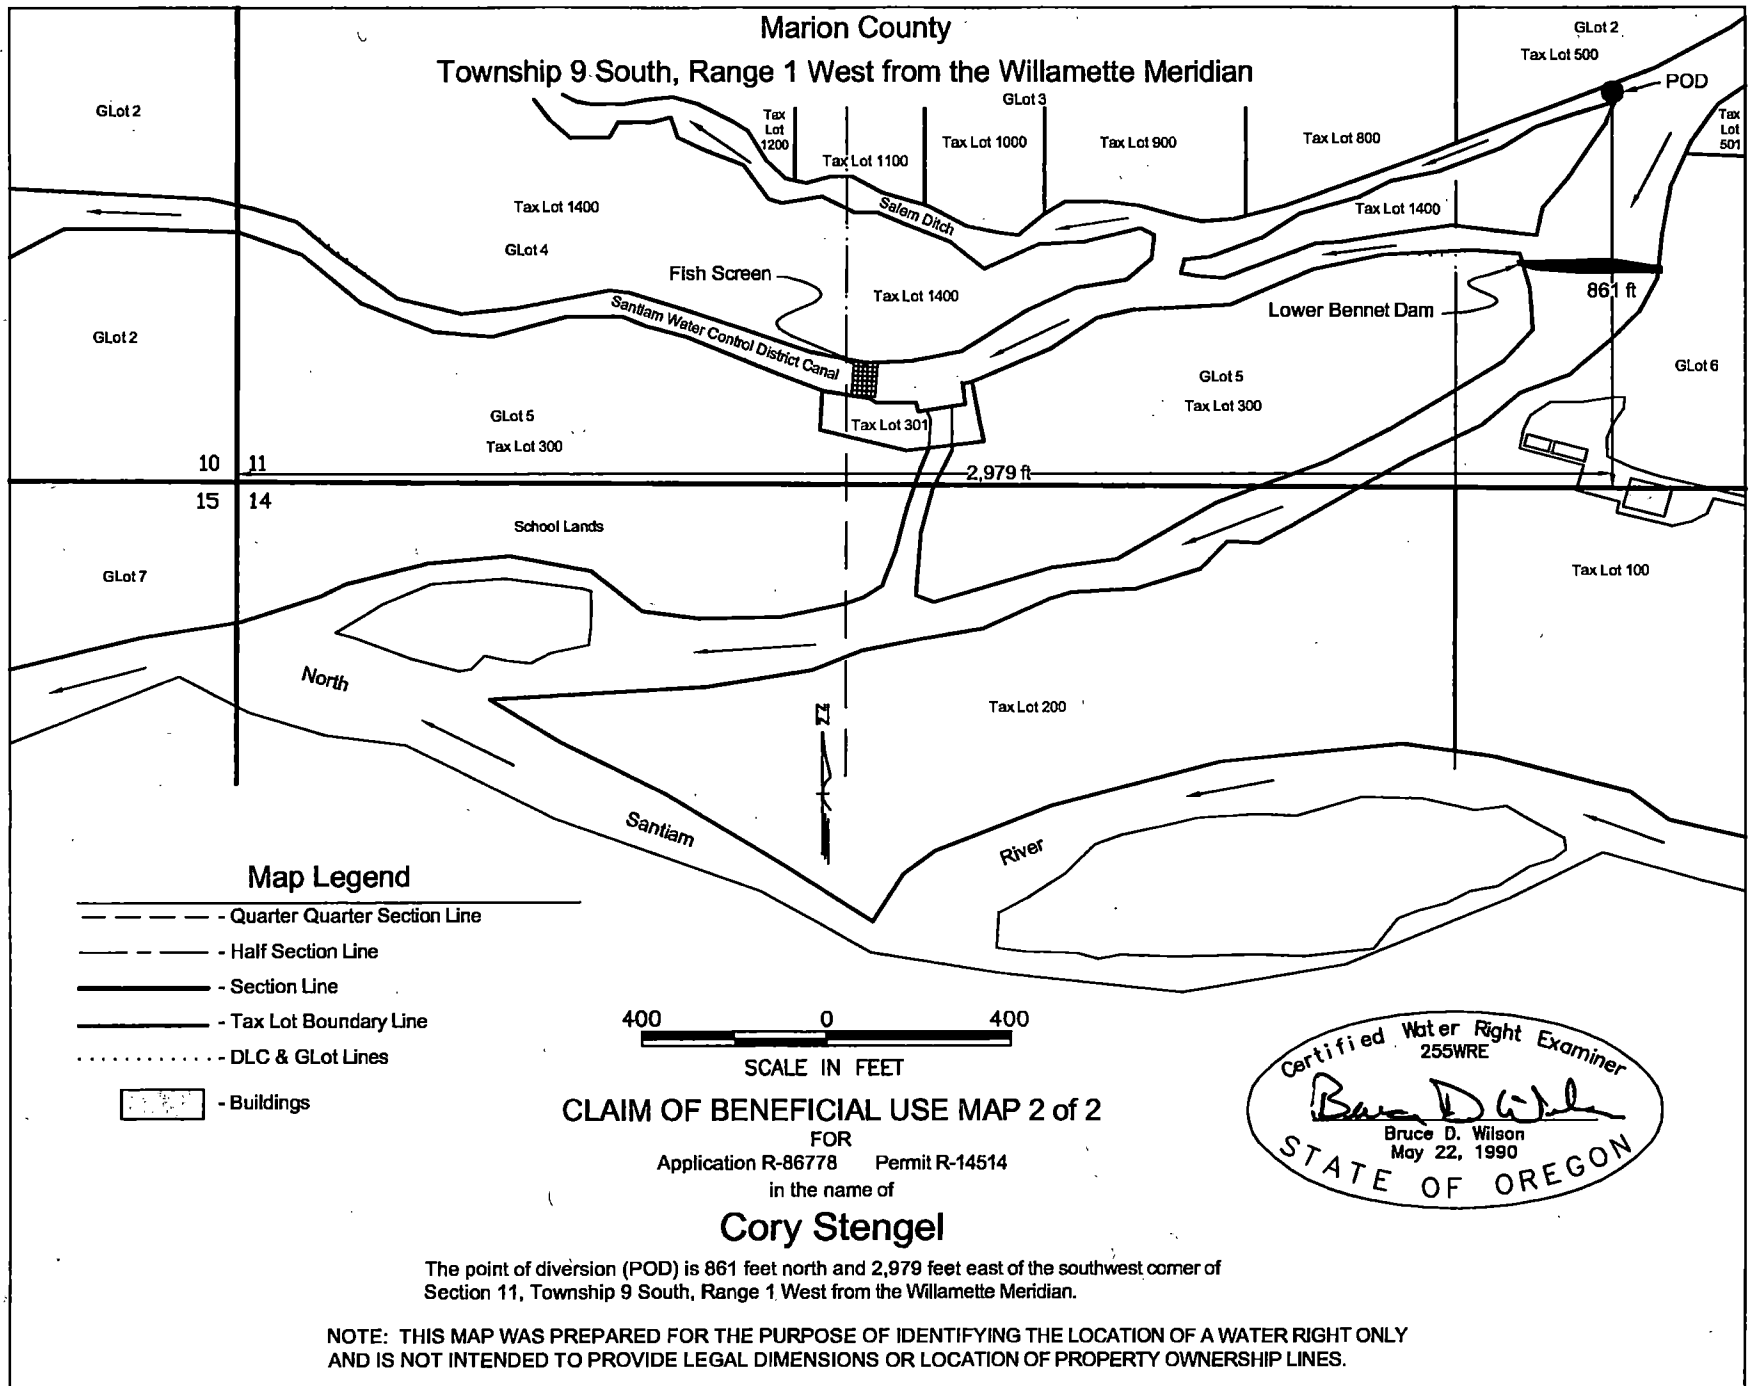 Marion County
Township 9 South, Range 1 West from the Willamette Meridian
GLot 2
Tax Lot 500
POD
GLot 2
GLot 3
Tax
Lot
1200
Tax Lot 1100
Tax Lot 1000
Tax Lot 900
Tax Lot 800
Tax
Lot
501
Tax Lot 1400
Salem Ditch
Tax Lot 1400
GLot 4
Fish Screen
Tax Lot 1400
861 ft
Lower Bennet Dam
Santiam Water Control District Canal
GLot 2
GLot 5
Tax Lot 300
GLot 6
GLot 5
Tax Lot 300
Tax Lot 301
10 11
2,979 ft
15 14
School Lands
GLot 7
Tax Lot 100
North
Tax Lot 200
Santiam
River
Map Legend
- Quarter Quarter Section Line
- Half Section Line
- Section Line
- Tax Lot Boundary Line
- DLC & GLot Lines
- Buildings
400 0 400
SCALE IN FEET
CLAIM OF BENEFICIAL USE MAP 2 of 2
FOR
Application R-86778 Permit R-14514
in the name of
Cory Stengel
The point of diversion (POD) is 861 feet north and 2,979 feet east of the southwest corner of
Section 11, Township 9 South, Range 1 West from the Willamette Meridian.
NOTE: THIS MAP WAS PREPARED FOR THE PURPOSE OF IDENTIFYING THE LOCATION OF A WATER RIGHT ONLY
AND IS NOT INTENDED TO PROVIDE LEGAL DIMENSIONS OR LOCATION OF PROPERTY OWNERSHIP LINES.
Certified Water Right Examiner
255WRE
Bruce D. Wilson
Bruce D. Wilson
May 22, 1990
STATE OF OREGON